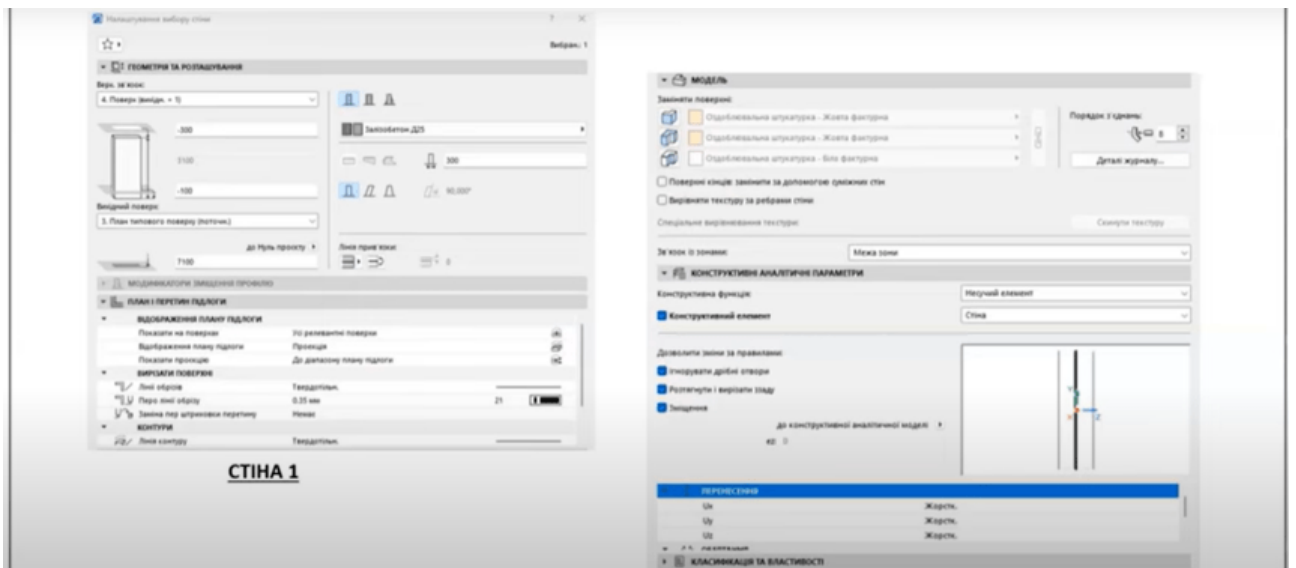 Налаштування вибору стіни
Вибран.: 1
ГЕОМЕТРІЯ ТА РОЗТАШУВАННЯ
Верх. зв'язок:
4. Поверх (вихідн. + 1)
-300
Залізобетон Д25
3100
300
-100
90,000°
Вихідний поверх:
3. План типового поверху (поточн.)
до Нуль проєкту
Лінія прив'язки:
7100
0
МОДИФІКАТОРИ ЗМІЩЕННЯ ПРОФІЛЮ
ПЛАН І ПЕРЕТИН ПІДЛОГИ
ВІДОБРАЖЕННЯ ПЛАНУ ПІДЛОГИ
Показати на поверхах Усі релевантні поверхи
Відображення плану підлоги Проекція
Показати проекцію До діапазону плану підлоги
ВИРІЗАТИ ПОВЕРХНІ
Лінії обрізів Твердотільн.
Перо лінії обрізу 0.35 мм 21
Заміна пер штриховки перетину Немає
КОНТУРИ
Лінія контуру Твердотільн.
СТІНА 1
МОДЕЛЬ
Замінити поверхні:
Оздоблювальна штукатурка - Жовта фактурна
Оздоблювальна штукатурка - Жовта фактурна
Оздоблювальна штукатурка - Біла фактурна
Порядок з'єднань:
8
Деталі журналу...
Поверхні кінців: замінити за допомогою суміжних стін
Вирівняти текстуру за ребрами стіни
Спеціальне вирівнювання текстури:
Скинути текстуру
Зв'язок із зонами:
Межа зони
КОНСТРУКТИВНІ АНАЛІТИЧНІ ПАРАМЕТРИ
Конструктивна функція: Несучий елемент
Конструктивний елемент Стіна
Дозволити зміни за правилами:
Ігнорувати дрібні отвори
Розтягнути і вирізати ззаду
Зміщення
до конструктивної аналітичної моделі
0
Y
X
Z
ПЕРЕНЕСЕННЯ
Ux Жорстк.
Uy Жорстк.
Uz Жорстк.
КЛАСИФІКАЦІЯ ТА ВЛАСТИВОСТІ